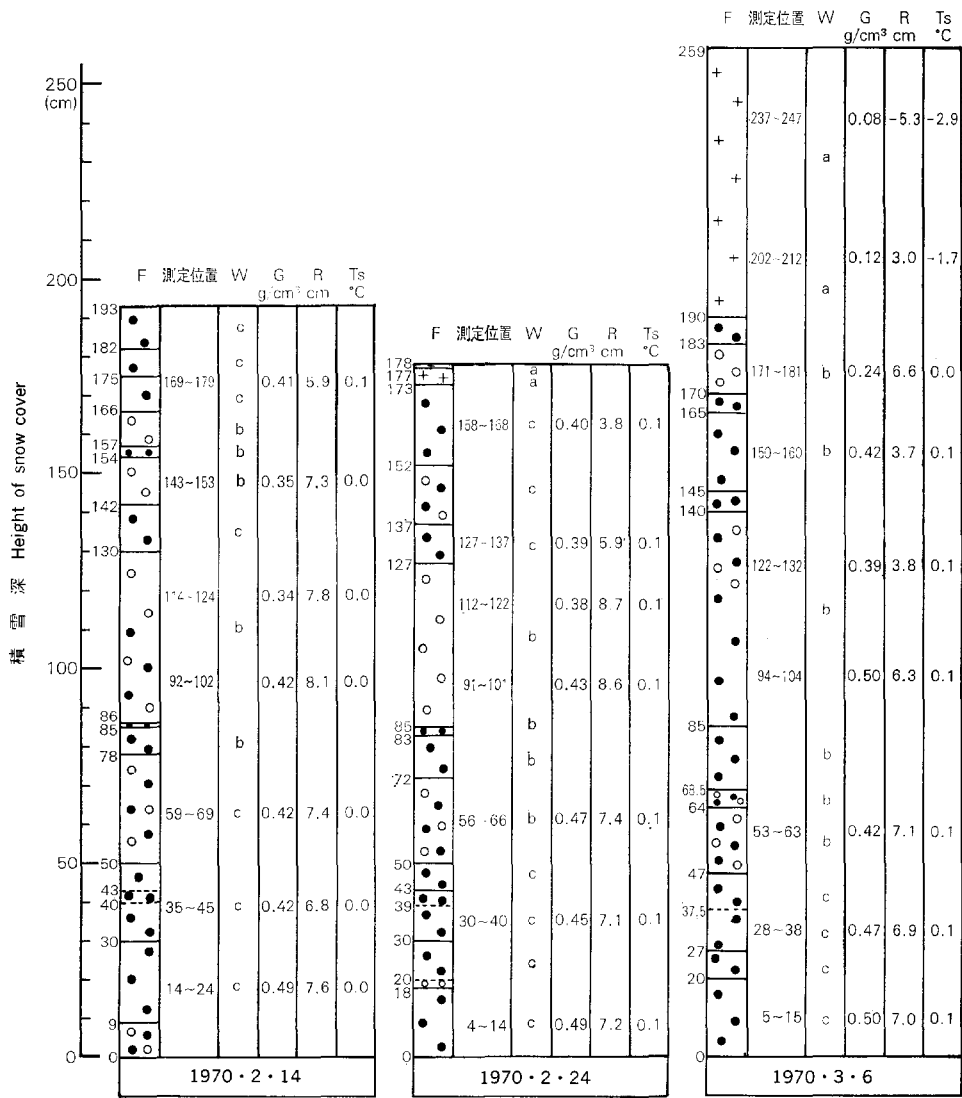 積雪深 Height of snow cover
250
(cm)
200
150
100
50
0
F 測定位置 W G R Ts
g/cm³ cm °C
193
c
182
c
175
169~179 0.41 5.9 0.1
c
166
b
157
b
154
143~153 b 0.35 7.3 0.0
142
c
130
114~124 0.34 7.8 0.0
b
92~102 0.42 8.1 0.0
86
85
b
78
59~69 c 0.42 7.4 0.0
50
43
40
35~45 c 0.42 6.8 0.0
30
14~24 c 0.49 7.6 0.0
9
0
1970・2・14
F 測定位置 W G R Ts
g/cm³ cm °C
178
a
177
a
173
158~168 c 0.40 3.8 0.1
152
c
137
127~137 c 0.39 5.9 0.1
127
112~122 0.38 8.7 0.1
b
91~101 0.43 8.6 0.1
b
85
83
b
72
56~66 b 0.47 7.4 0.1
50
c
43
39
30~40 c 0.45 7.1 0.1
30
c
20
18
4~14 c 0.49 7.2 0.1
0
1970・2・24
F 測定位置 W G R Ts
g/cm³ cm °C
259
237~247 0.08 -5.3 -2.9
a
202~212 0.12 3.0 -1.7
a
190
183
171~181 b 0.24 6.6 0.0
170
165
150~160 b 0.42 3.7 0.1
145
140
122~132 0.39 3.8 0.1
b
94~104 0.50 6.3 0.1
85
b
68.5
b
64
53~63 b 0.42 7.1 0.1
47
c
37.5
28~38 c 0.47 6.9 0.1
27
c
20
5~15 c 0.50 7.0 0.1
0
1970・3・6